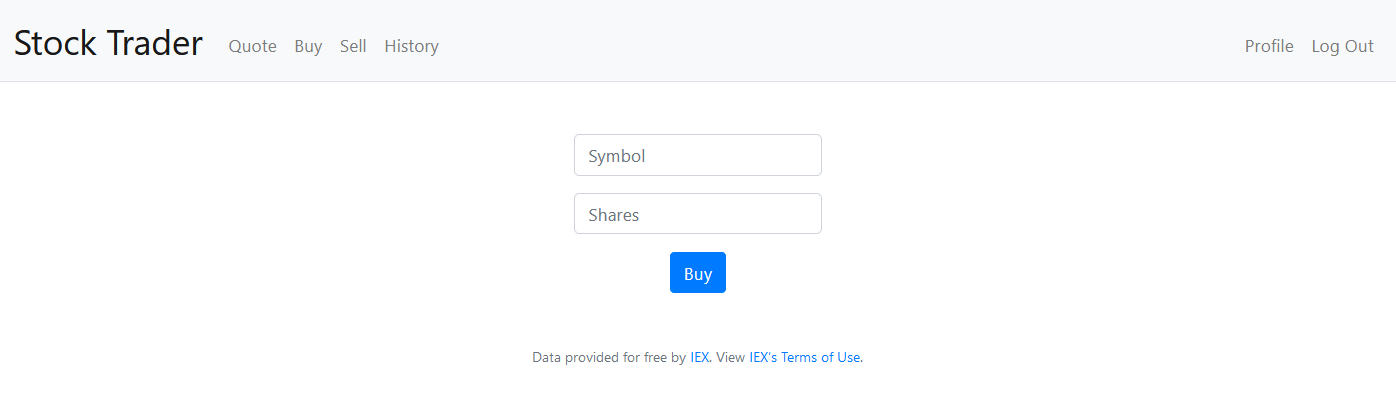 Stock Trader Quote Buy Sell History Profile Log Out
Symbol
Shares
Buy
Data provided for free by IEX. View IEX's Terms of Use.